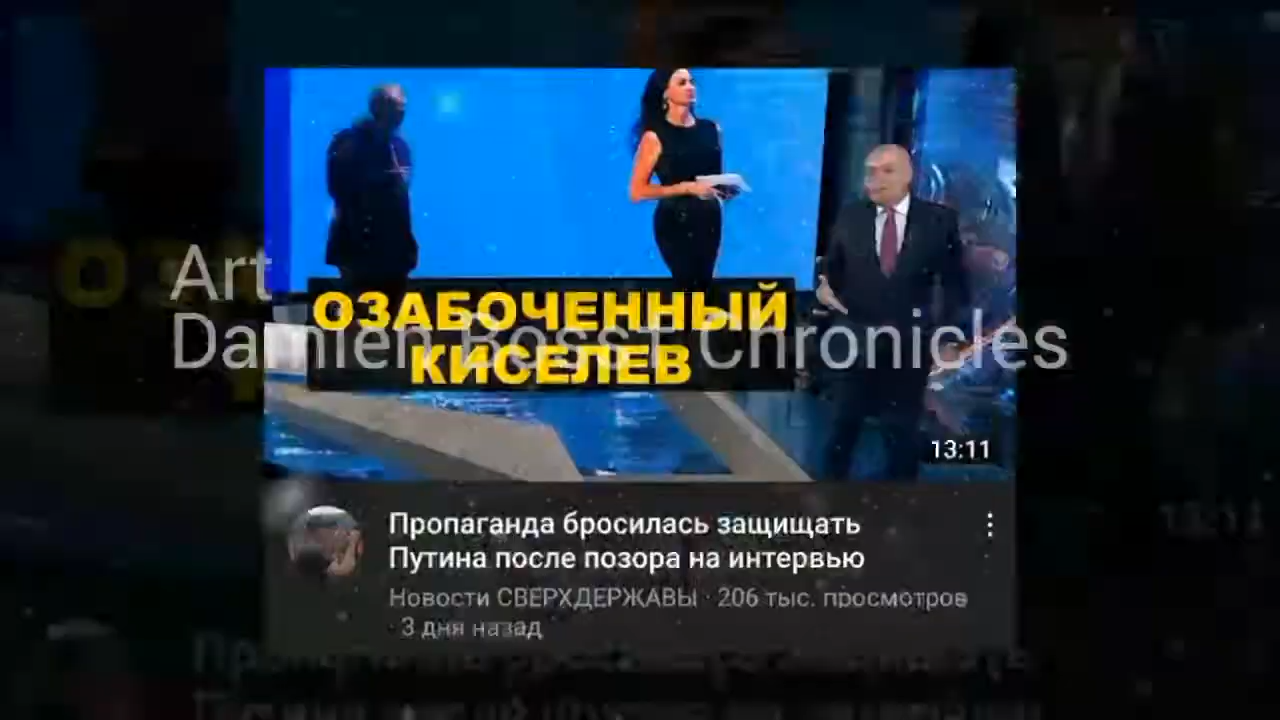 ОЗАБОЧЕННЫЙ
КИСЕЛЕВ
Art
Damien Chronicles
13:11
Пропаганда бросилась защищать
Путина после позора на интервью
Новости СВЕРХДЕРЖАВЫ · 206 тыс. просмотров
· 3 дня назад